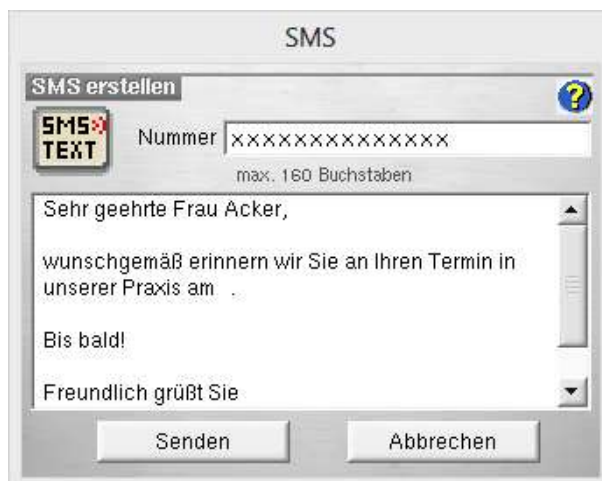 SMS
SMS erstellen
?
SMS
TEXT
Nummer xxxxxxxxxxxxxx
max. 160 Buchstaben
Sehr geehrte Frau Acker,
wunschgemäß erinnern wir Sie an Ihren Termin in
unserer Praxis am .
Bis bald!
Freundlich grüßt Sie
Senden Abbrechen